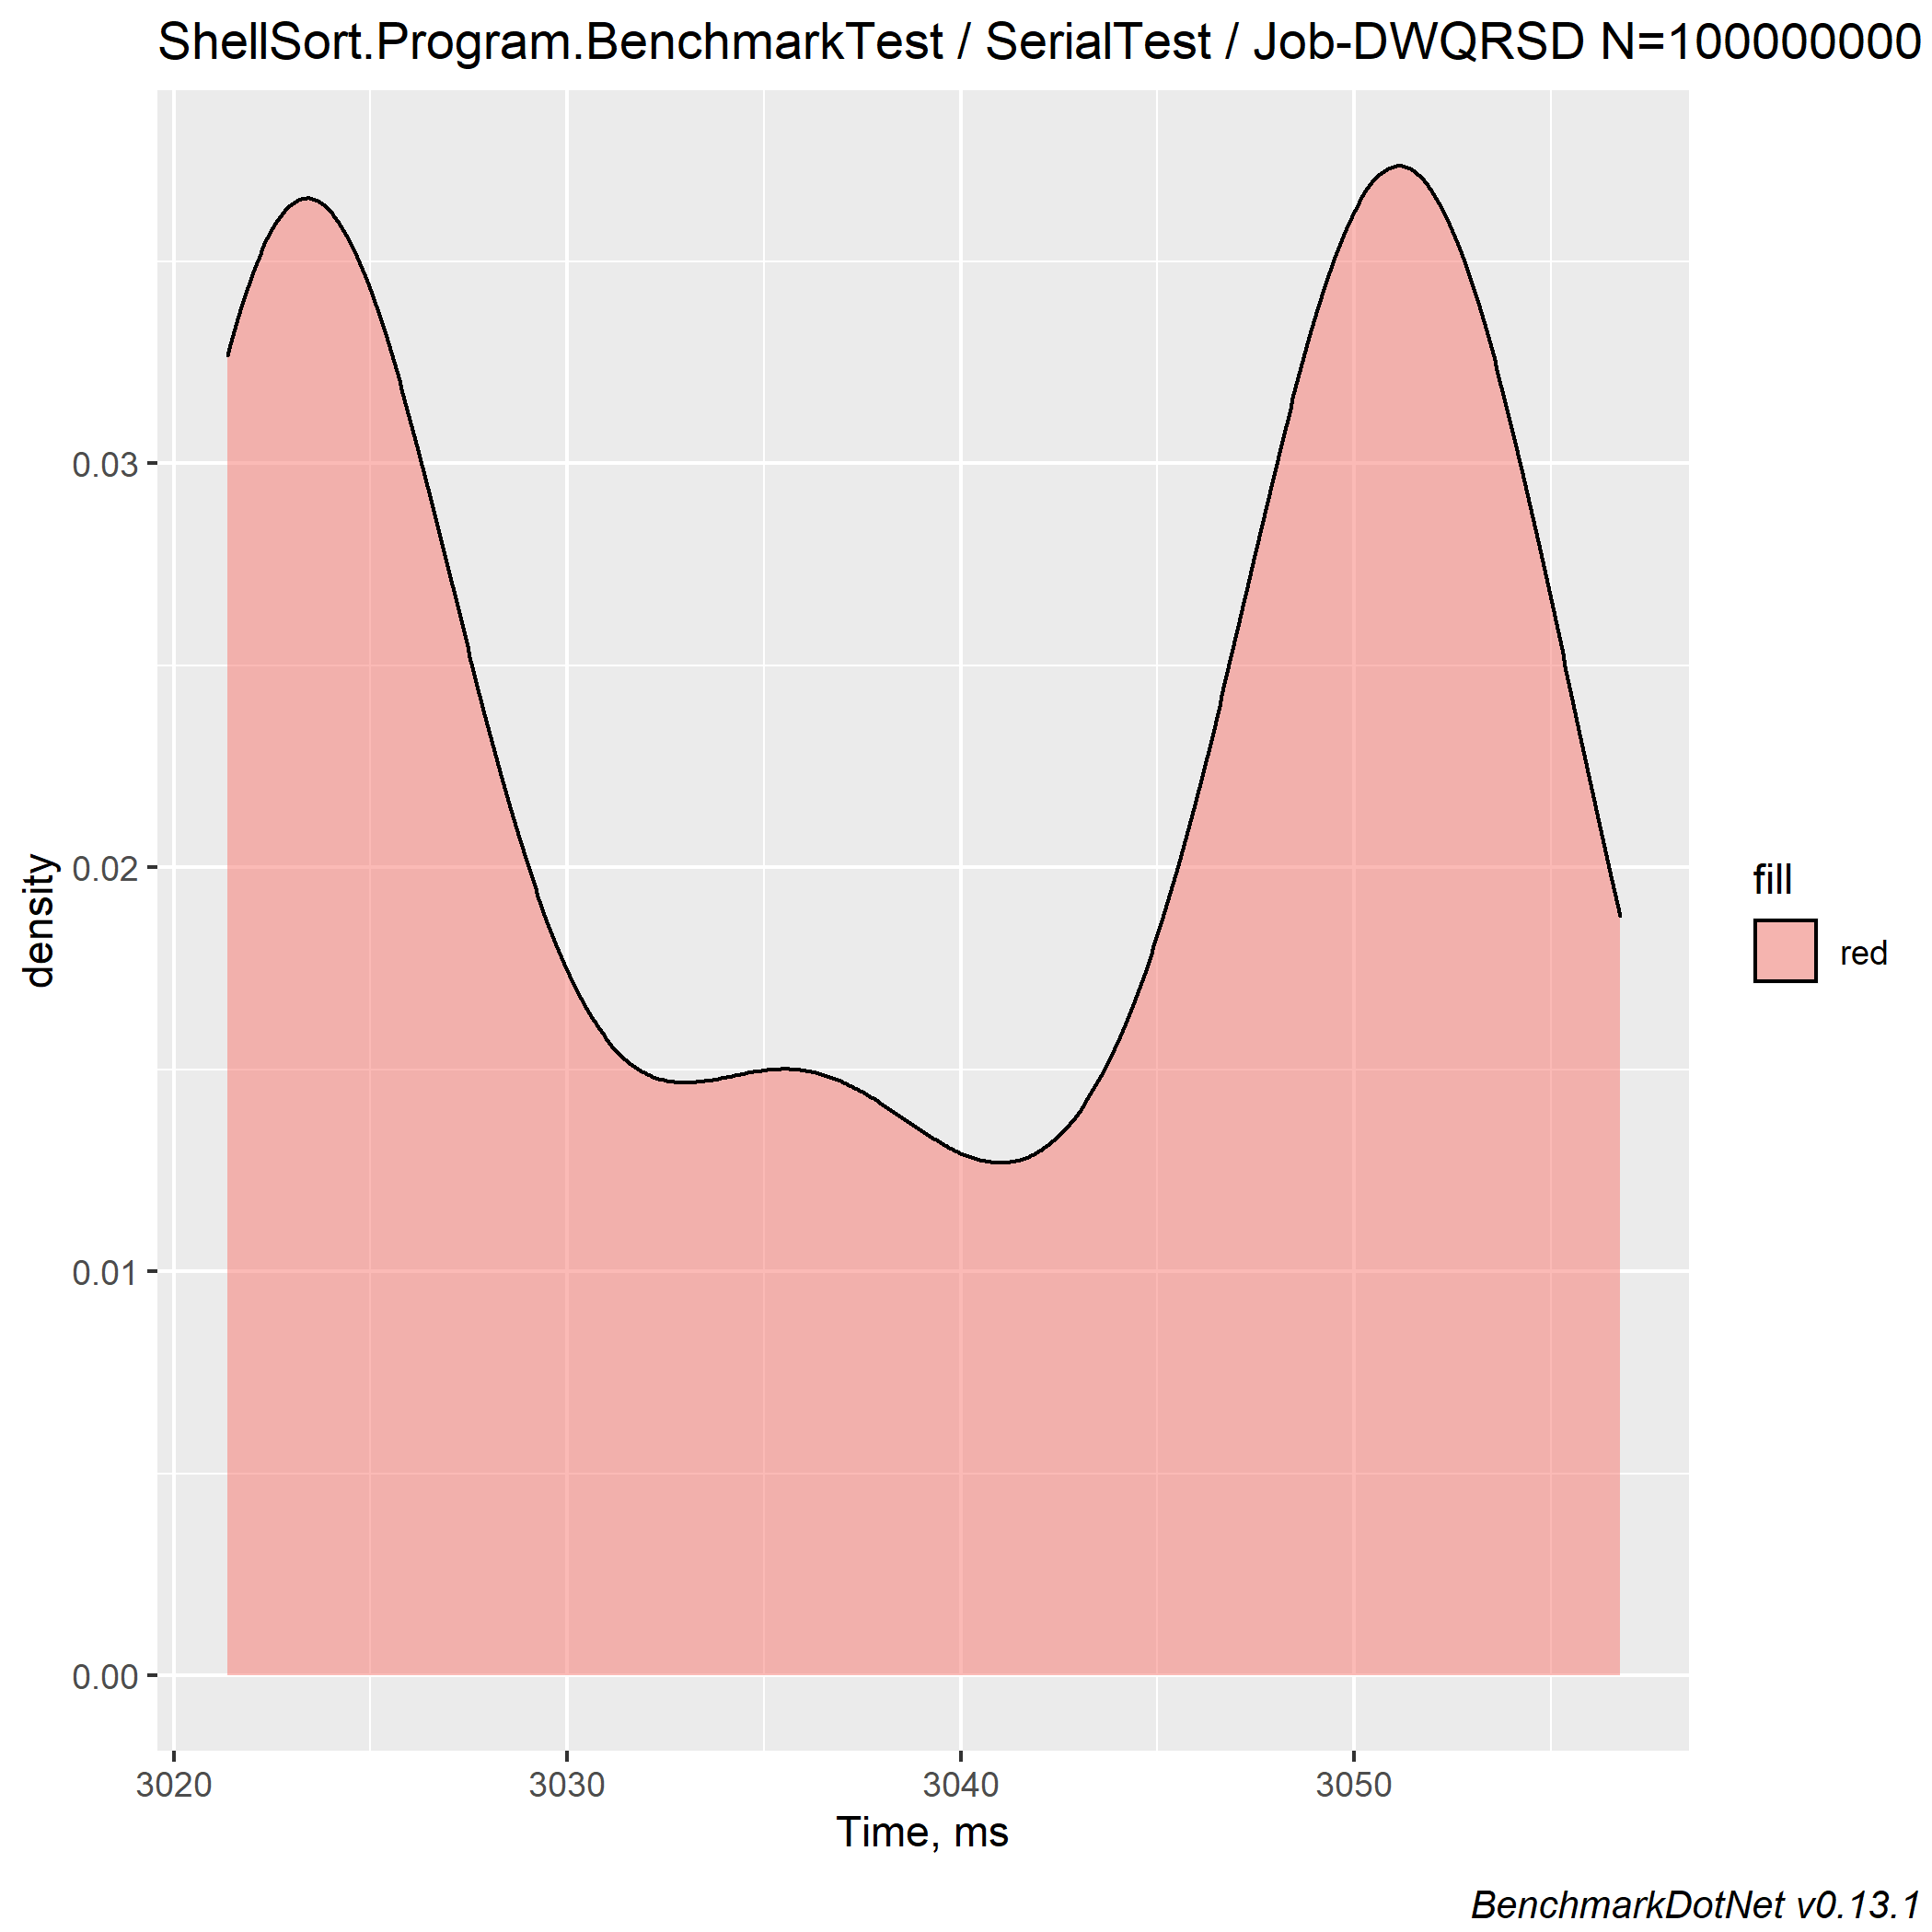 ShellSort.Program.BenchmarkTest / SerialTest / Job-DWQRSD N=100000000
density
0.03
0.02
0.01
0.00
3020 3030 3040 3050
Time, ms
fill
red
BenchmarkDotNet v0.13.1